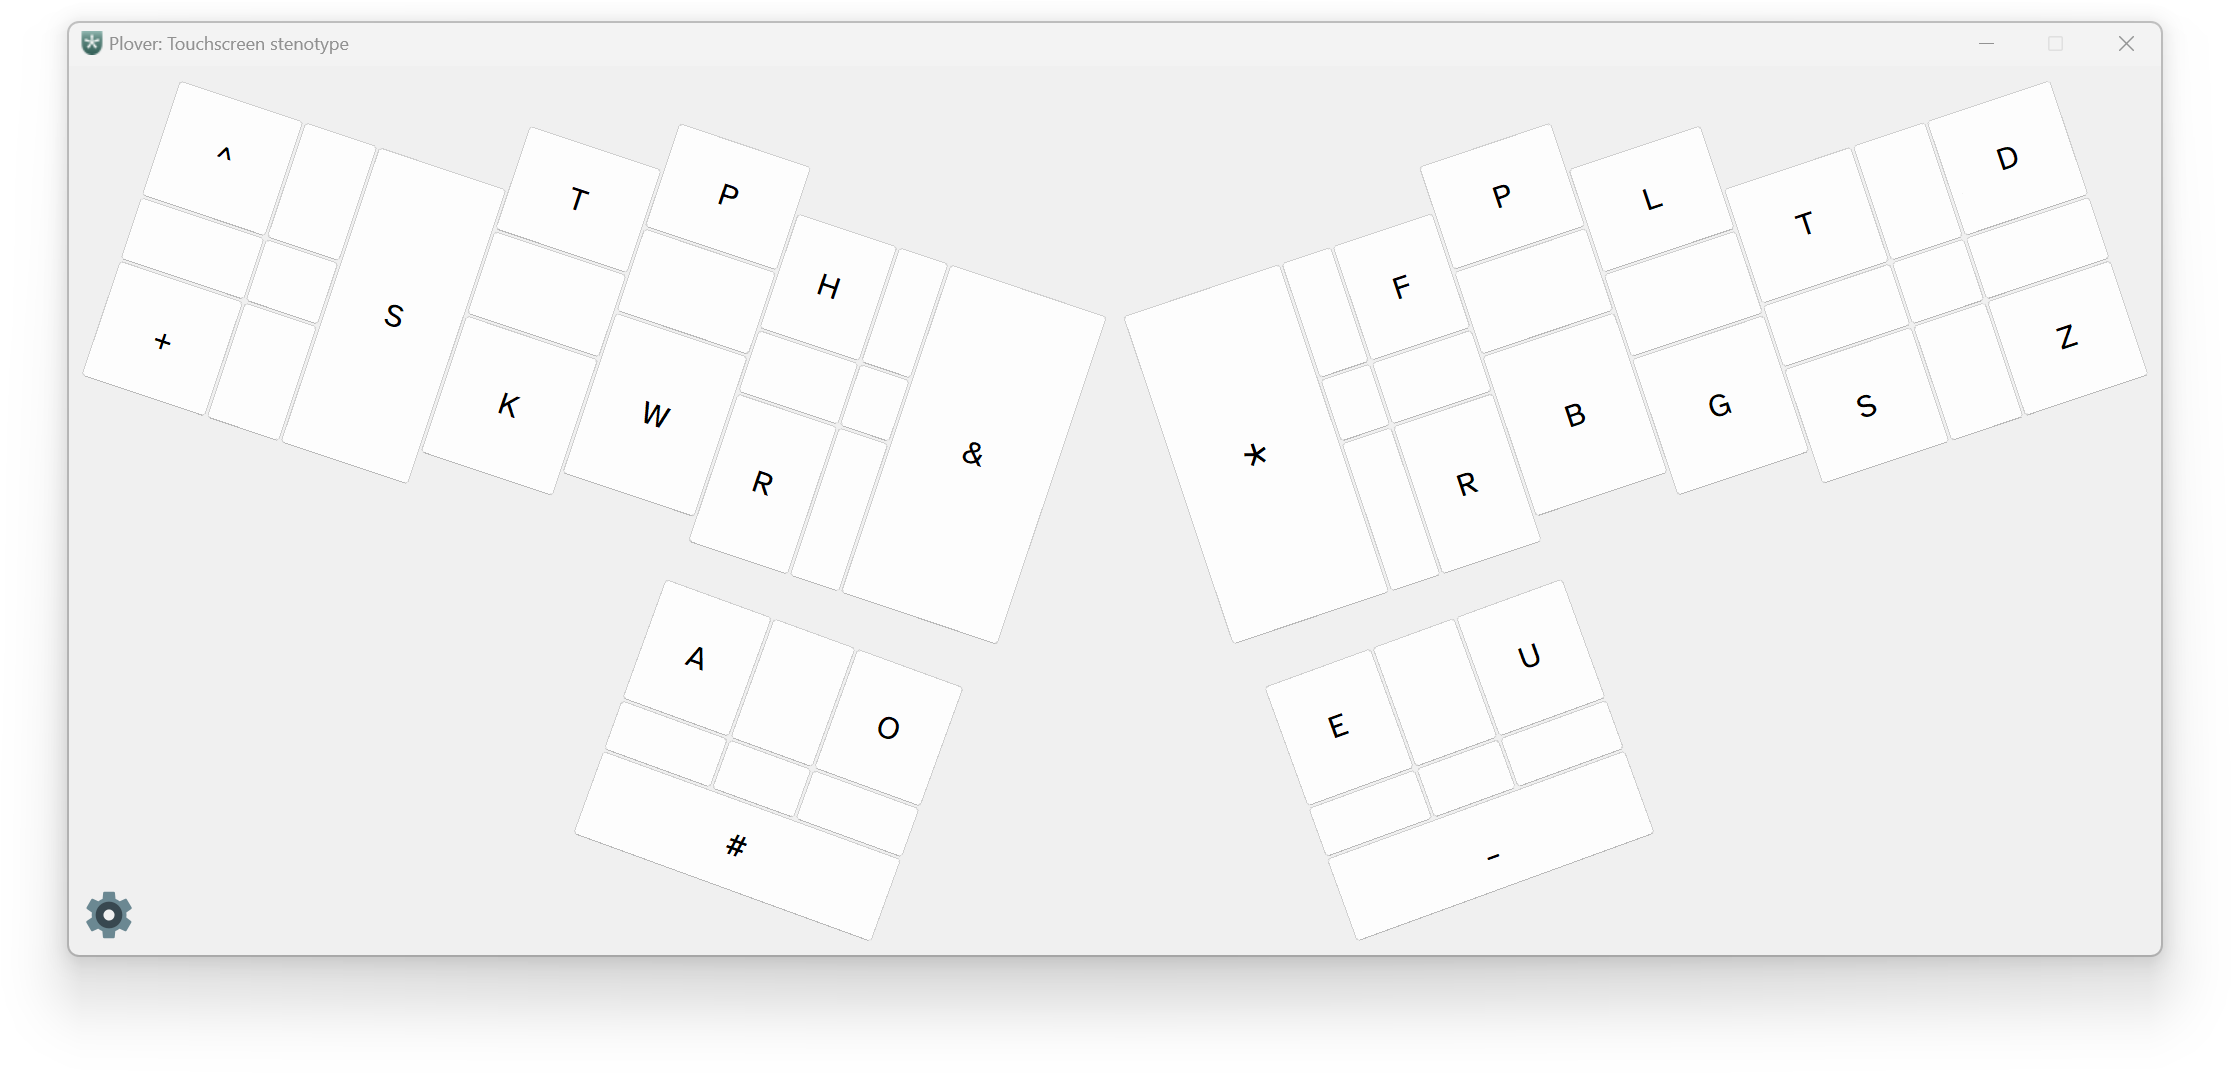 Plover: Touchscreen stenotype
^ T P H
+ S K W R &
P L T D
* F R B G S Z
A O
#
E U
-